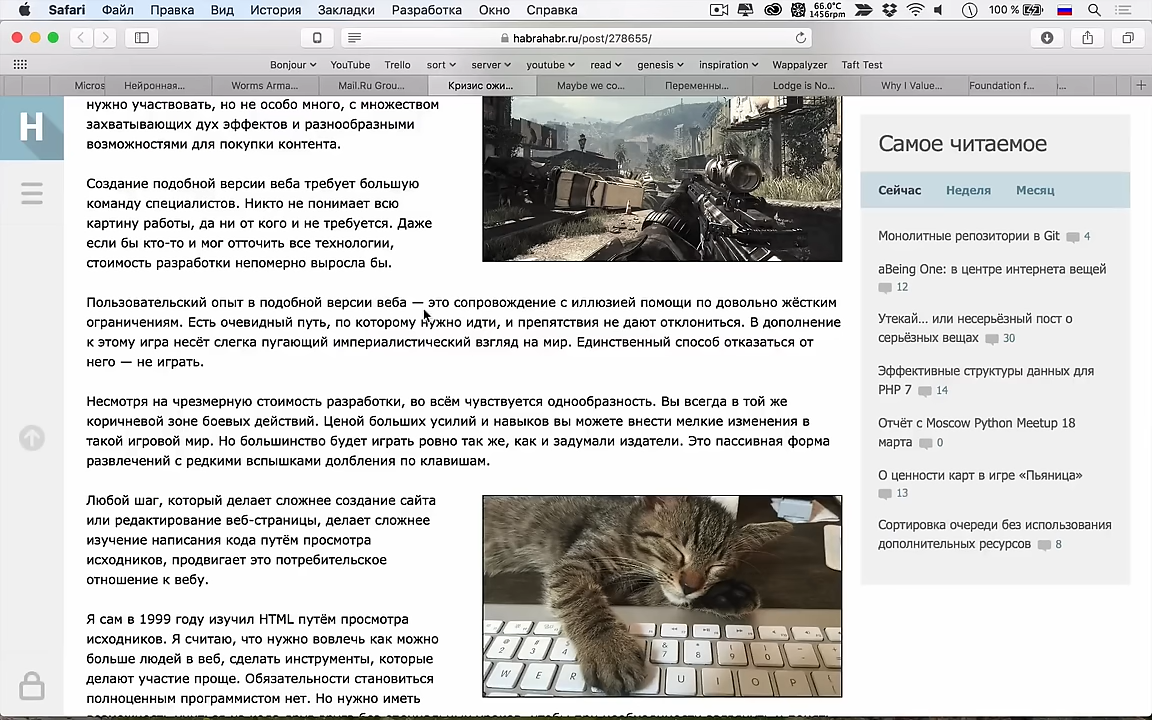 Safari Файл Правка Вид История Закладки Разработка Окно Справка 66.0°C 1456rpm 100 %
habrahabr.ru/post/278655/
Bonjour YouTube Trello sort server youtube read genesis inspiration Wappalyzer Taft Test
Micros Нейронная... Worms Arma... Mail.Ru Grou... Кризис ожи... Maybe we co... Переменны... Lodge is No... Why I Value... Foundation f... ...
H
нужно участвовать, но не особо много, с множеством
захватывающих дух эффектов и разнообразными
возможностями для покупки контента.
Создание подобной версии веба требует большую
команду специалистов. Никто не понимает всю
картину работы, да ни от кого и не требуется. Даже
если бы кто-то и мог отточить все технологии,
стоимость разработки непомерно выросла бы.
Пользовательский опыт в подобной версии веба — это сопровождение с иллюзией помощи по довольно жёстким
ограничениям. Есть очевидный путь, по которому нужно идти, и препятствия не дают отклониться. В дополнение
к этому игра несёт слегка пугающий империалистический взгляд на мир. Единственный способ отказаться от
него — не играть.
Несмотря на чрезмерную стоимость разработки, во всём чувствуется однообразность. Вы всегда в той же
коричневой зоне боевых действий. Ценой больших усилий и навыков вы можете внести мелкие изменения в
такой игровой мир. Но большинство будет играть ровно так же, как и задумали издатели. Это пассивная форма
развлечений с редкими вспышками долбления по клавишам.
Любой шаг, который делает сложнее создание сайта
или редактирование веб-страницы, делает сложнее
изучение написания кода путём просмотра
исходников, продвигает это потребительское
отношение к вебу.
Я сам в 1999 году изучил HTML путём просмотра
исходников. Я считаю, что нужно вовлечь как можно
больше людей в веб, сделать инструменты, которые
делают участие проще. Обязательности становиться
полноценным программистом нет. Но нужно иметь
Самое читаемое
Сейчас Неделя Месяц
Монолитные репозитории в Git 4
aBeing One: в центре интернета вещей
12
Утекай... или несерьёзный пост о
серьёзных вещах 30
Эффективные структуры данных для
PHP 7 14
Отчёт с Moscow Python Meetup 18
марта 0
О ценности карт в игре «Пьяница»
13
Сортировка очереди без использования
дополнительных ресурсов 8
W E R U I O P